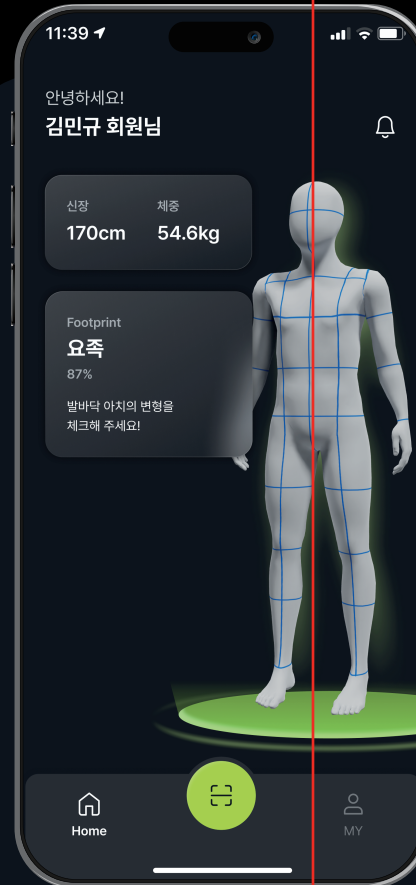 11:39
안녕하세요!
김민규 회원님
신장
체중
170cm
54.6kg
Footprint
요족
87%
발바닥 아치의 변형을
체크해 주세요!
Home
MY